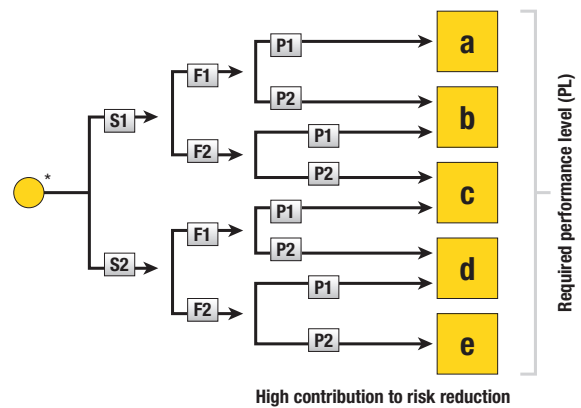 P1
a
F1
P2
b
S1
P1
F2
P2
c
*
P1
F1
P2
d
S2
P1
F2
P2
e
Required performance level (PL)
High contribution to risk reduction